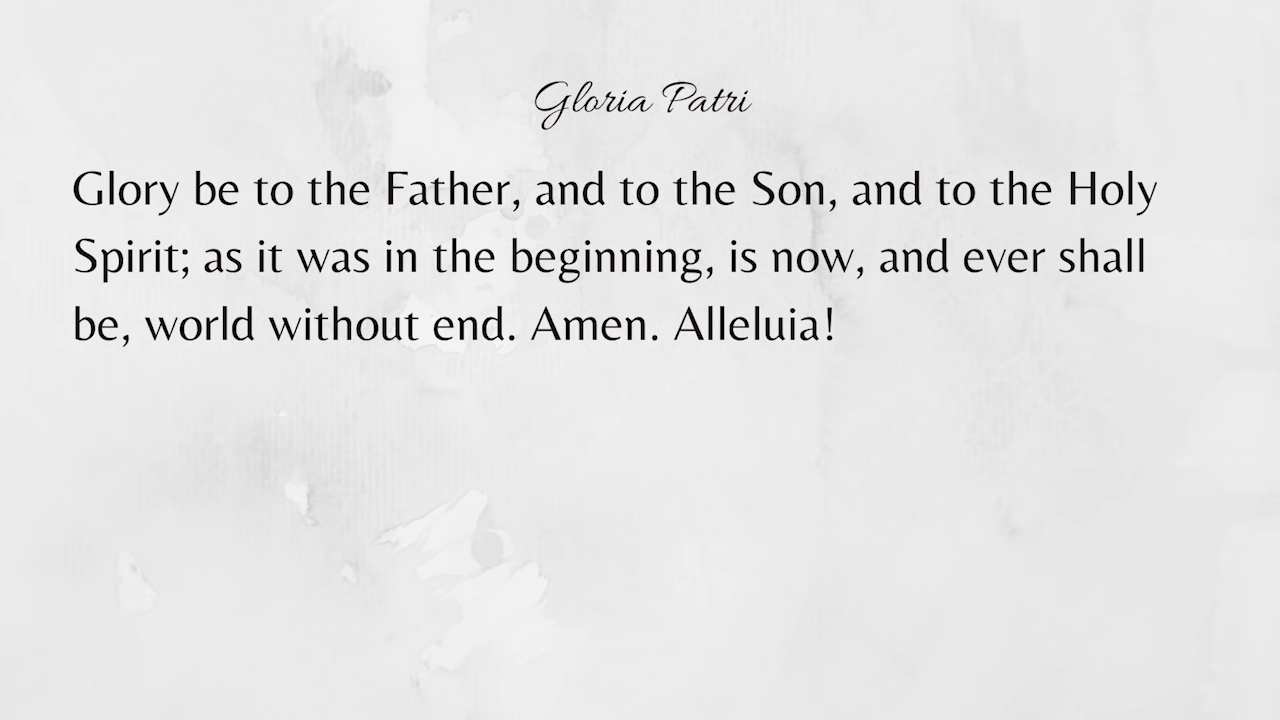 Gloria Patri
Glory be to the Father, and to the Son, and to the Holy
Spirit; as it was in the beginning, is now, and ever shall
be, world without end. Amen. Alleluia!